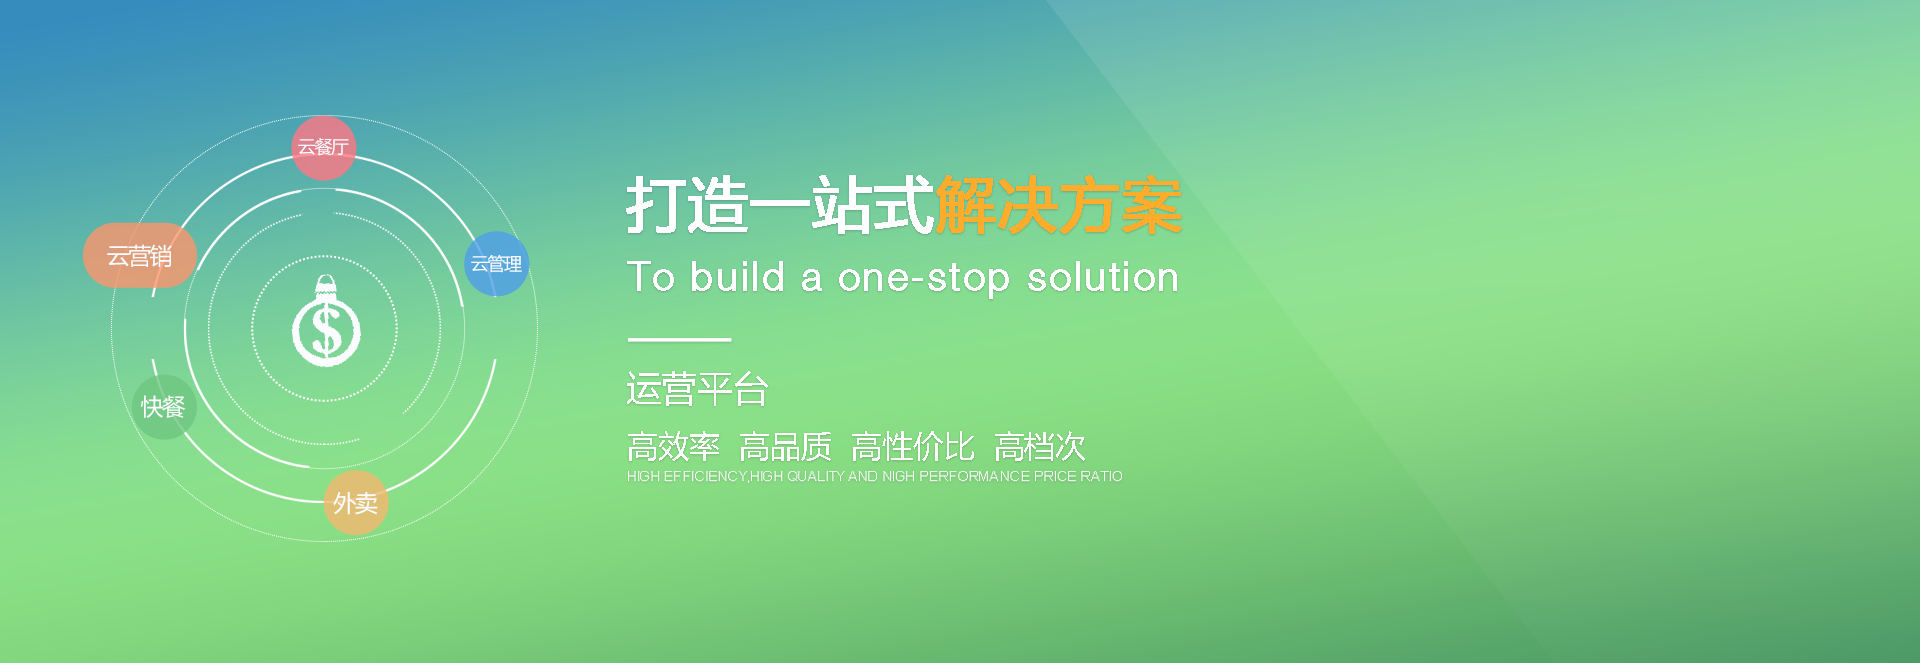 云餐厅
云营销
云管理
快餐
外卖
$
打造一站式解决方案
To build a one-stop solution
运营平台
高效率 高品质 高性价比 高档次
HIGH EFFICIENCY,HIGH QUALITY AND NIGH PERFORMANCE PRICE RATIO